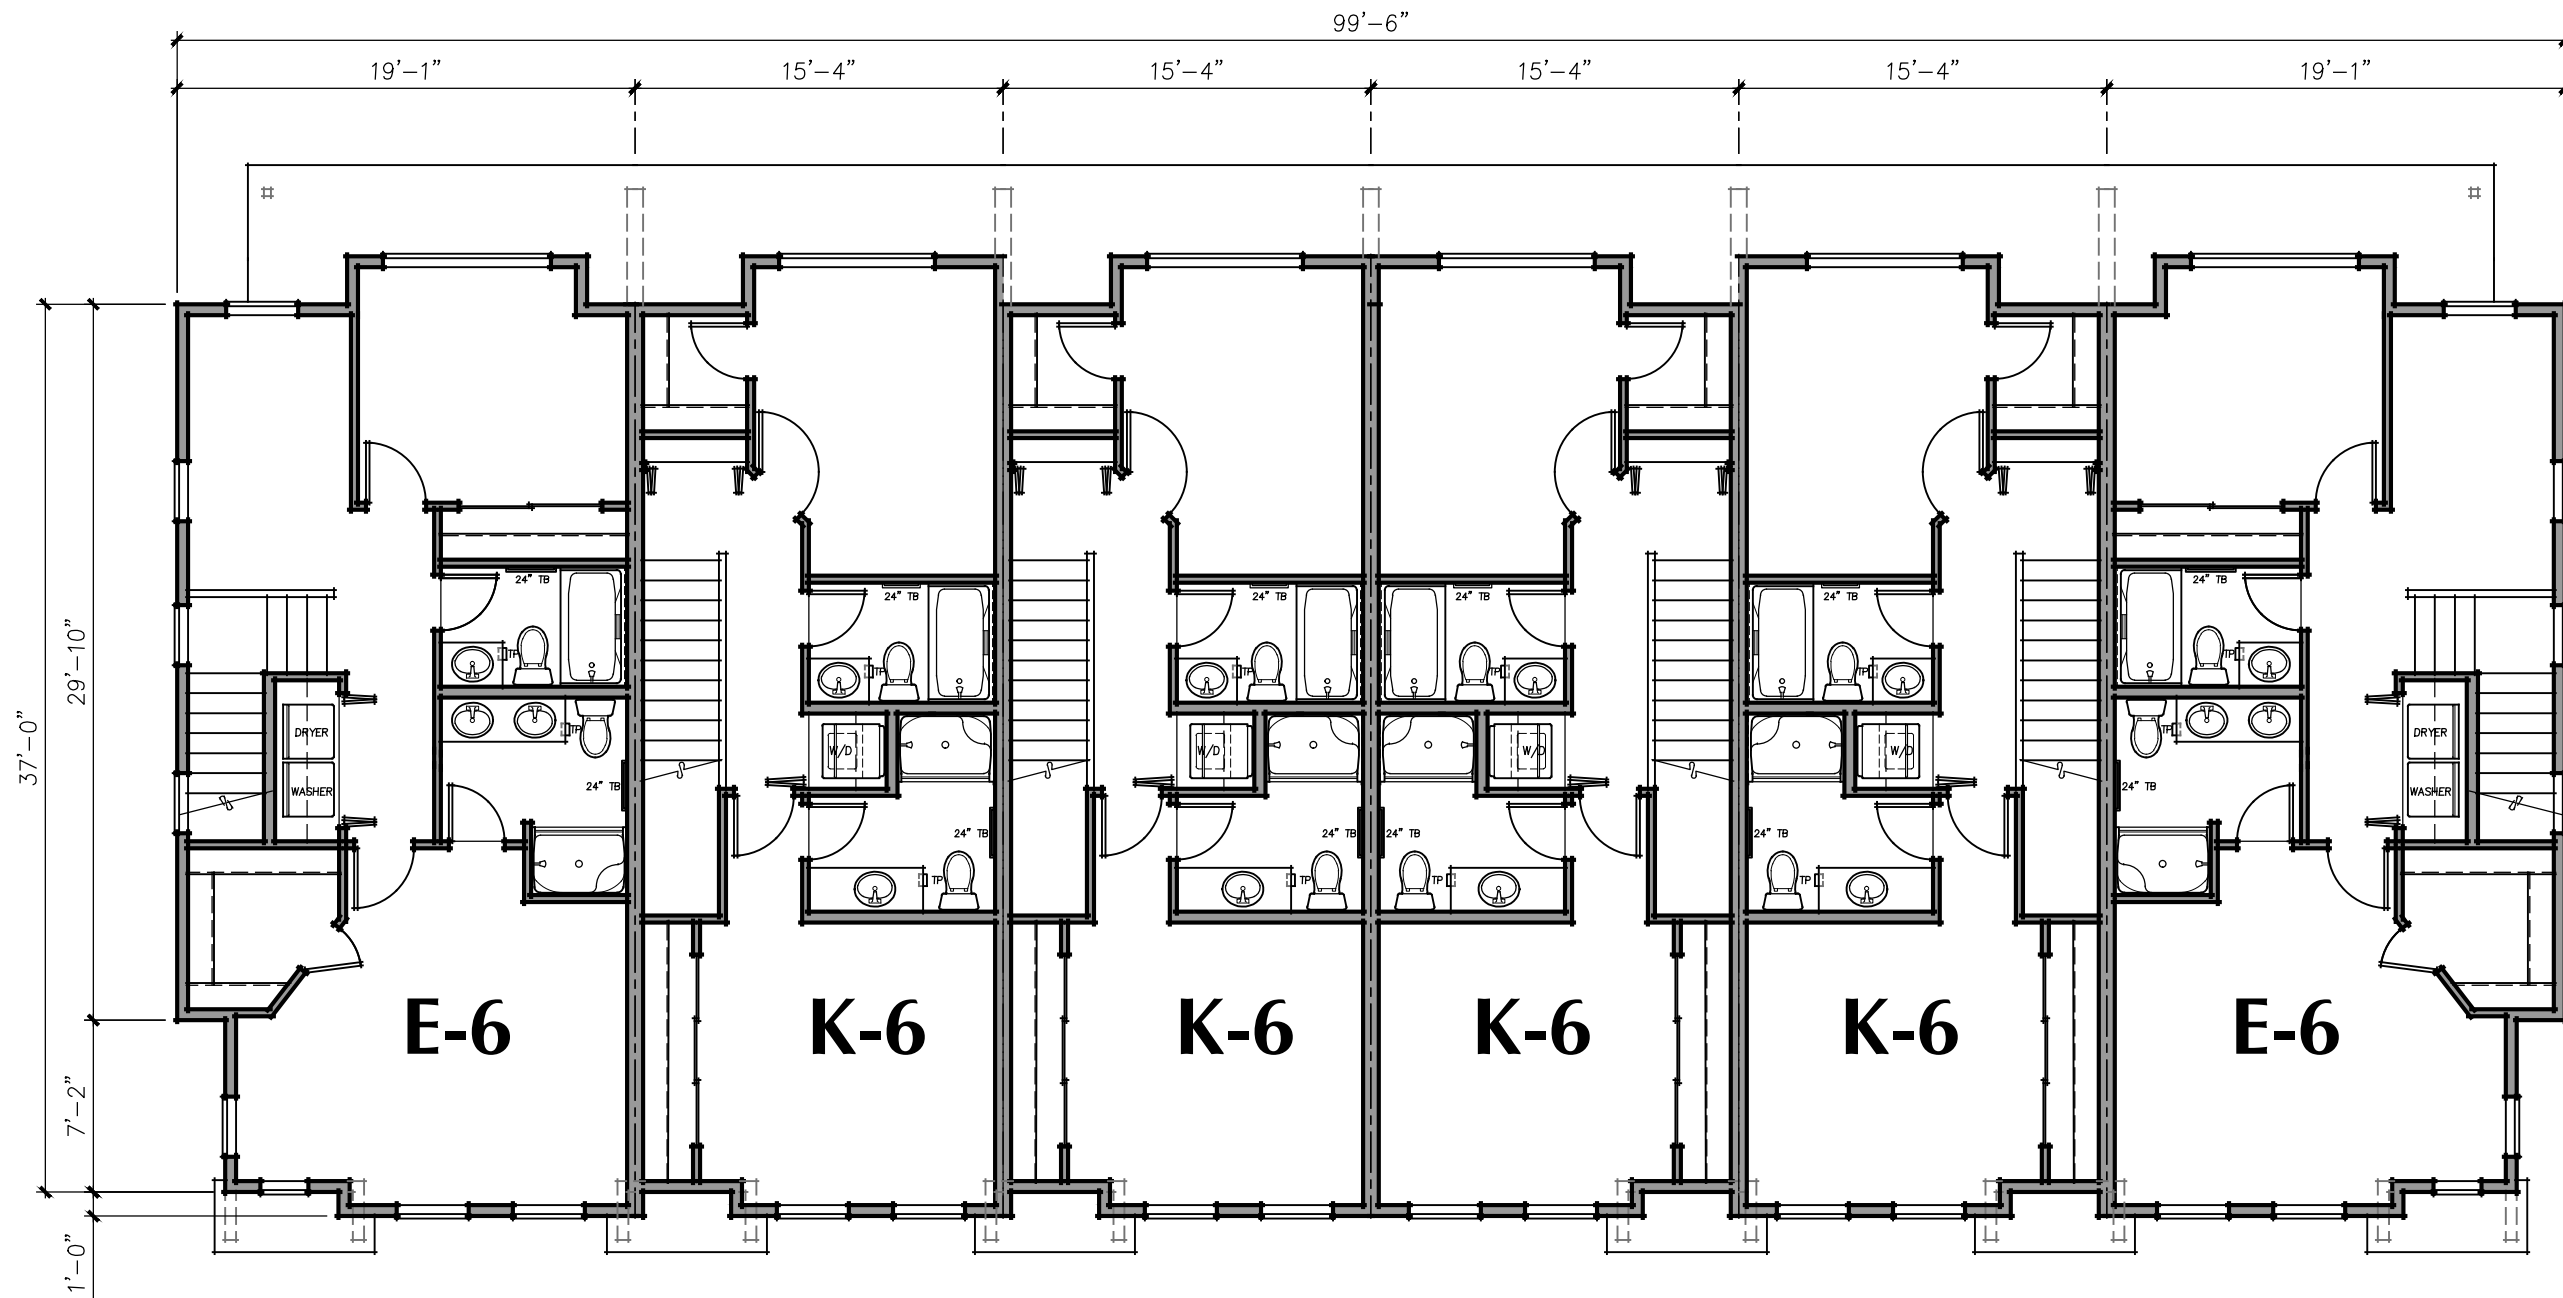 99'-6"
19'-1" 15'-4" 15'-4" 15'-4" 15'-4" 19'-1"
24" TB 24" TB 24" TB 24" TB 24" TB 24" TB
TP TP TP TP TP TP
29'-10"
37'-0"
TP TP
DRYER W/D W/D W/D W/D DRYER
WASHER 24" TB 24" TB WASHER
24" TB 24" TB 24" TB 24" TB
TP TP TP TP
E-6 K-6 K-6 K-6 K-6 E-6
7'-2"
1'-0"